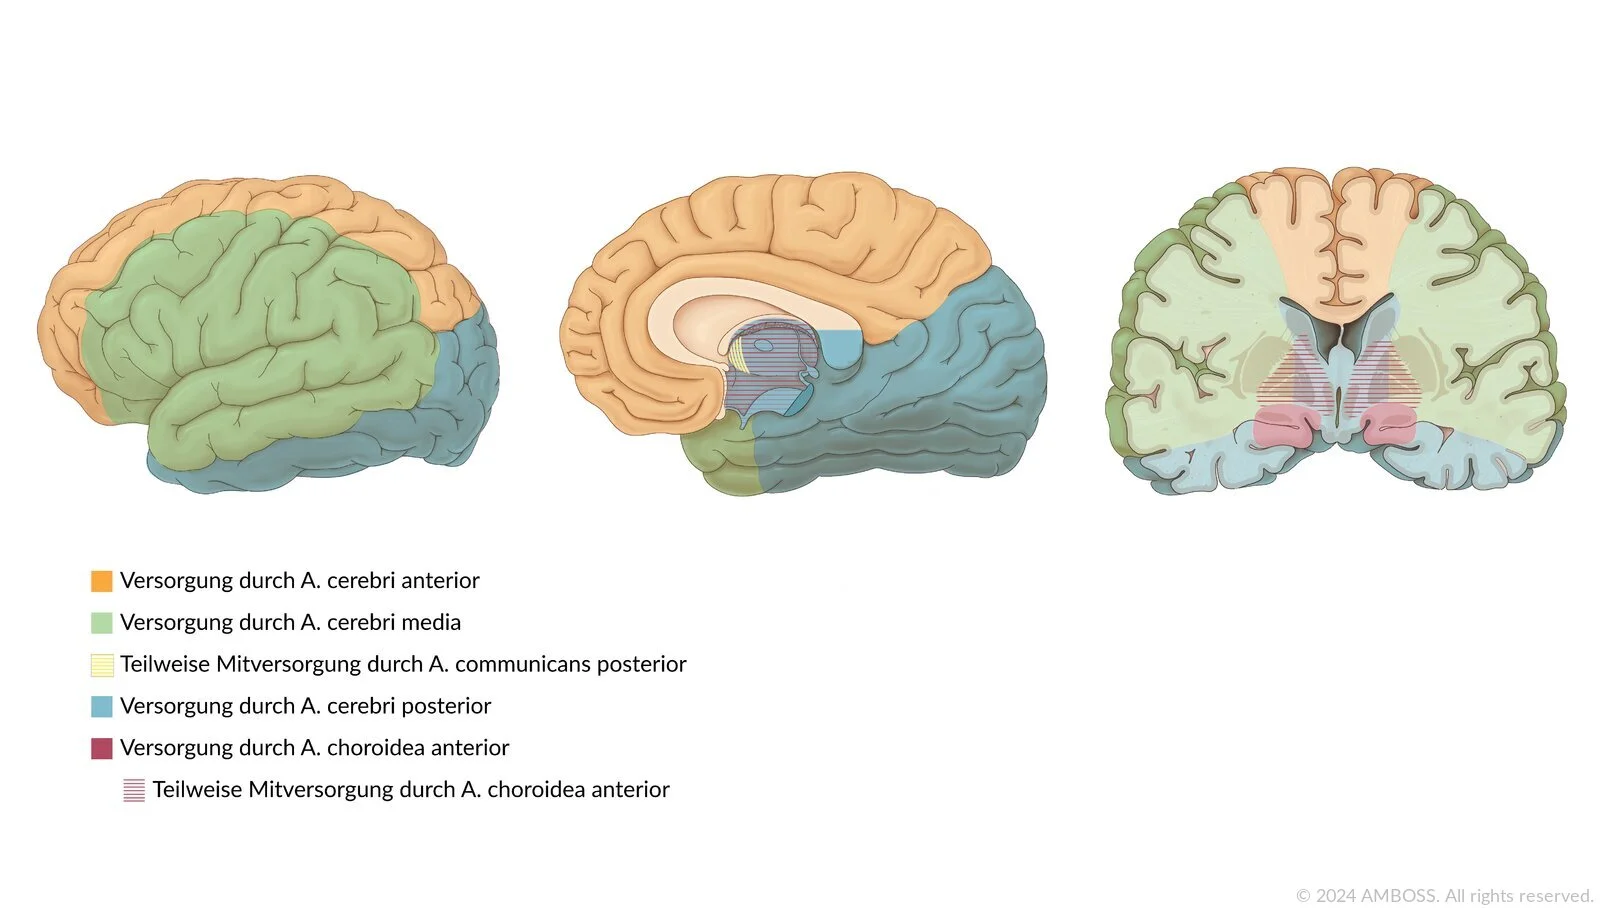 Versorgung durch A. cerebri anterior
Versorgung durch A. cerebri media
Teilweise Mitversorgung durch A. communicans posterior
Versorgung durch A. cerebri posterior
Versorgung durch A. choroidea anterior
Teilweise Mitversorgung durch A. choroidea anterior
© 2024 AMBOSS. All rights reserved.